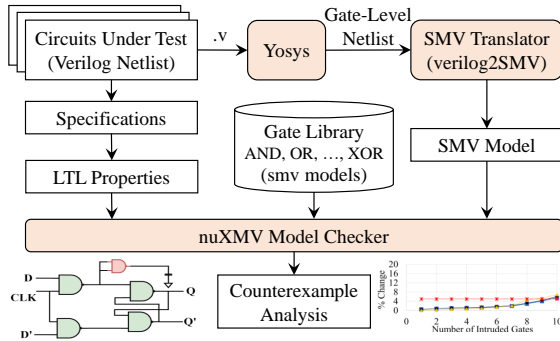 Circuits Under Test
(Verilog Netlist)
.v
Yosys
Gate-Level
Netlist
SMV Translator
(verilog2SMV)
Specifications
LTL Properties
Gate Library
AND, OR, …, XOR
(smv models)
SMV Model
nuXMV Model Checker
D
CLK
D'
Q
Q'
Counterexample
Analysis
% Change
20
16
12
8
4
0
0 2 4 6 8 10
Number of Intruded Gates